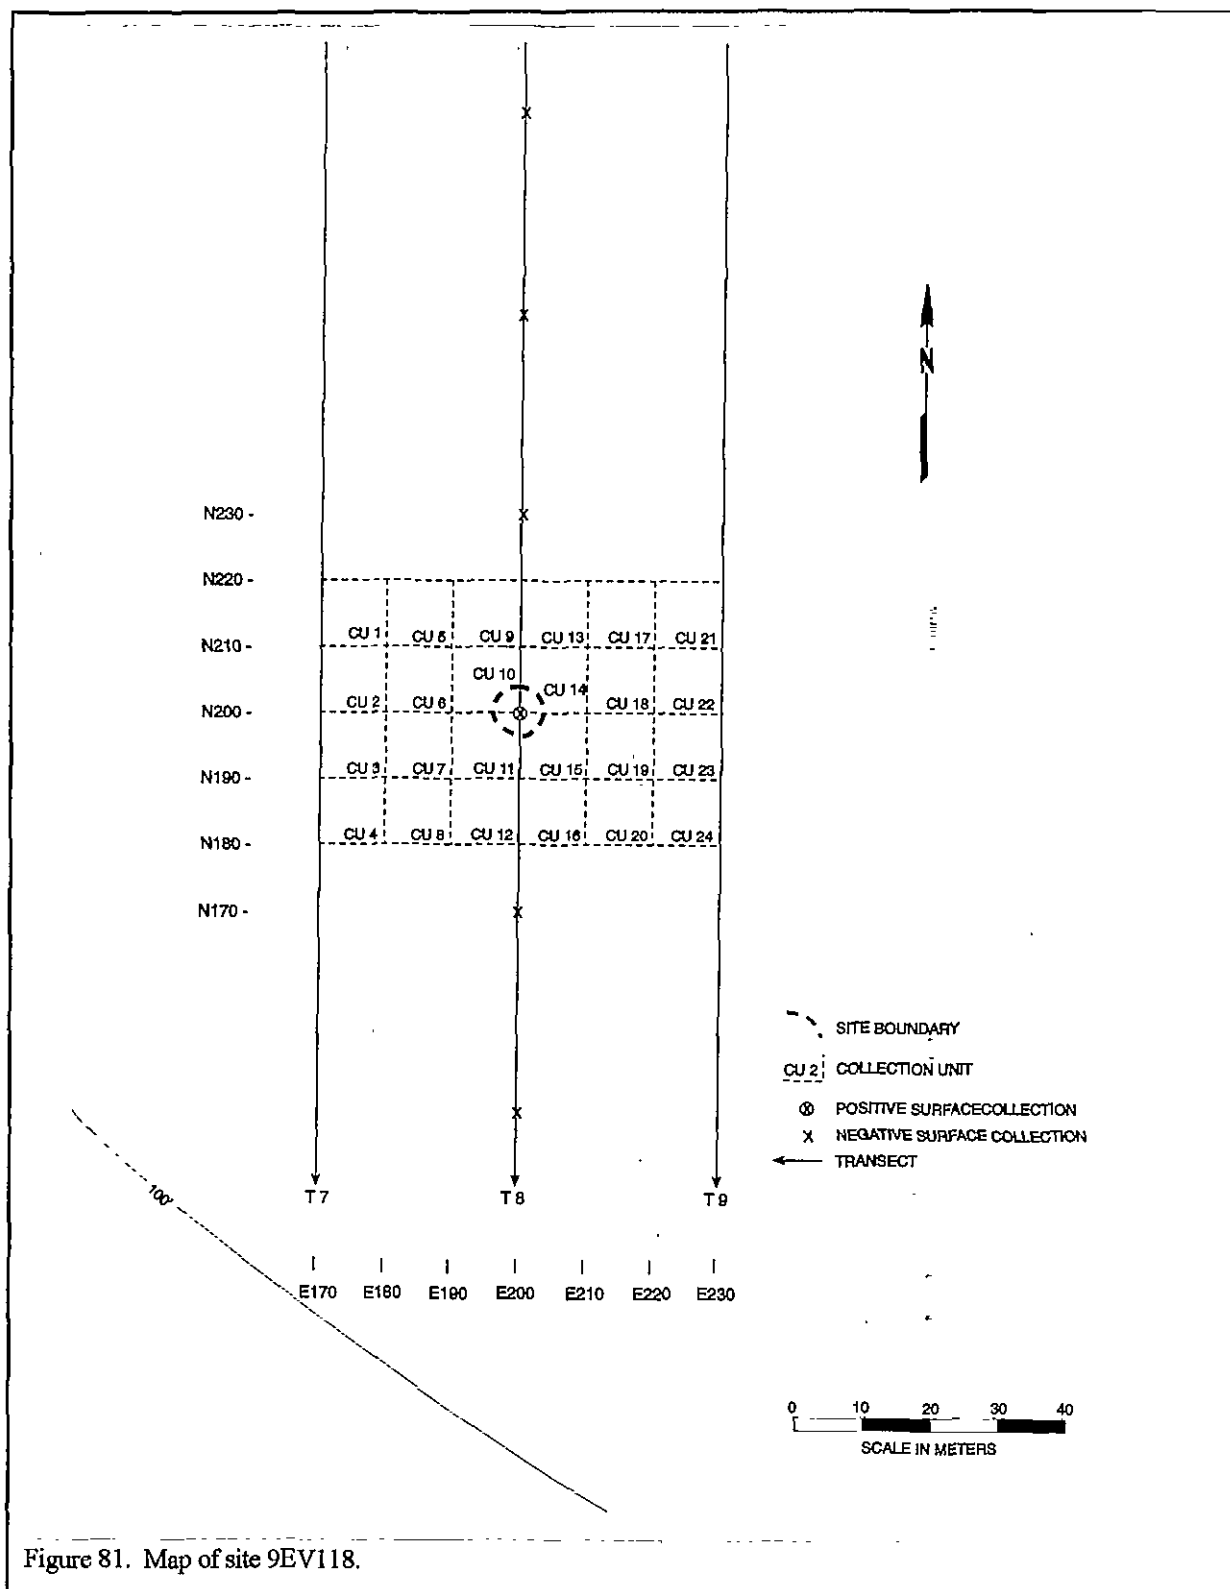 N
N230 -
N220 -
CU 1 CU 5 CU 9 CU 13 CU 17 CU 21
N210 -
CU 10
CU 14
CU 2 CU 6 CU 18 CU 22
N200 -
CU 3 CU 7 CU 11 CU 15 CU 19 CU 23
N190 -
CU 4 CU 8 CU 12 CU 16 CU 20 CU 24
N180 -
N170 -
SITE BOUNDARY
CU 2 COLLECTION UNIT
POSITIVE SURFACECOLLECTION
X NEGATIVE SURFACE COLLECTION
TRANSECT
T 7 T 8 T 9
100'
E170 E180 E190 E200 E210 E220 E230
0 10 20 30 40
SCALE IN METERS
Figure 81. Map of site 9EV118.